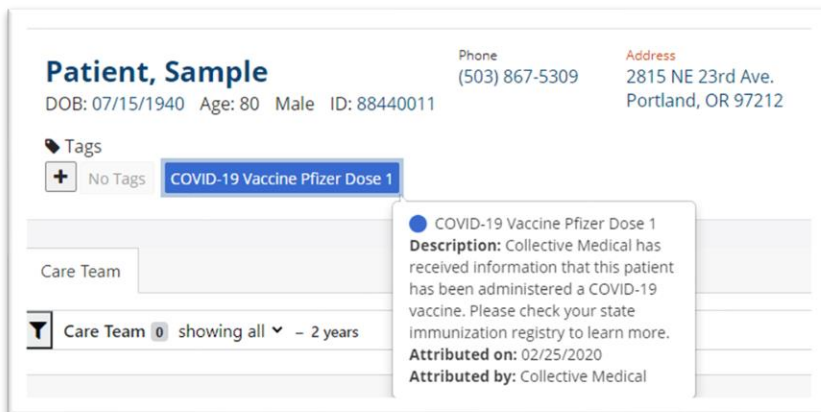 Patient, Sample
DOB: 07/15/1940 Age: 80 Male ID: 88440011
Phone
(503) 867-5309
Address
2815 NE 23rd Ave.
Portland, OR 97212
Tags
+ No Tags COVID-19 Vaccine Pfizer Dose 1
COVID-19 Vaccine Pfizer Dose 1
Description: Collective Medical has
received information that this patient
has been administered a COVID-19
vaccine. Please check your state
immunization registry to learn more.
Attributed on: 02/25/2020
Attributed by: Collective Medical
Care Team
Care Team 0 showing all – 2 years